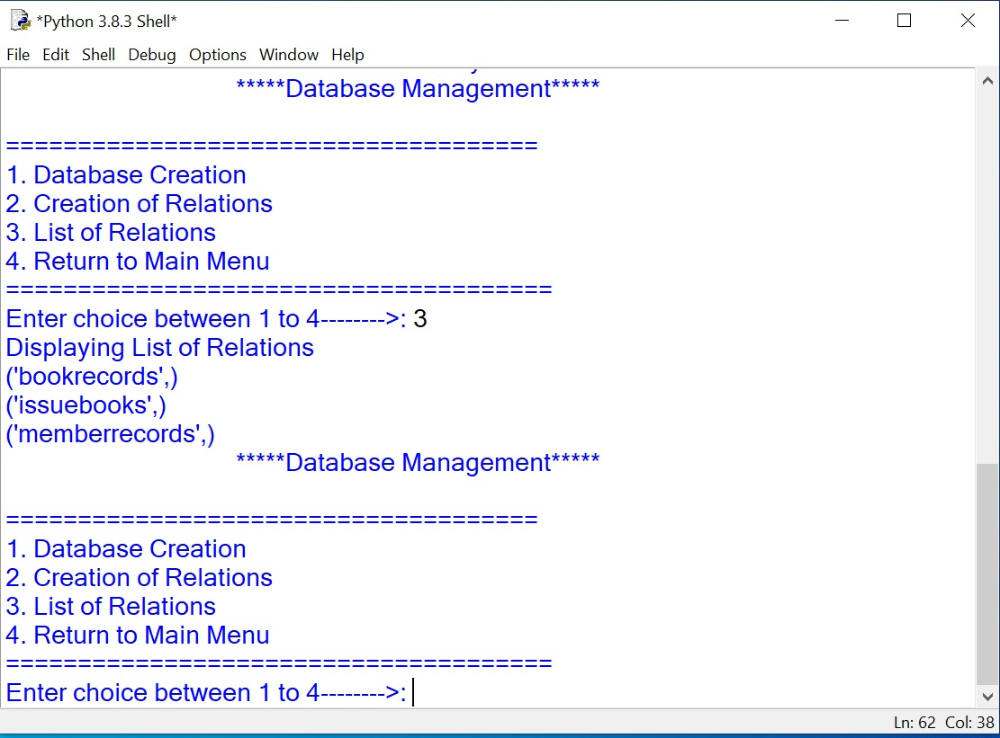 *Python 3.8.3 Shell*
File Edit Shell Debug Options Window Help
*****Database Management*****
=====================================
1. Database Creation
2. Creation of Relations
3. List of Relations
4. Return to Main Menu
======================================
Enter choice between 1 to 4-------->: 3
Displaying List of Relations
('bookrecords',)
('issuebooks',)
('memberrecords',)
*****Database Management*****
=====================================
1. Database Creation
2. Creation of Relations
3. List of Relations
4. Return to Main Menu
======================================
Enter choice between 1 to 4-------->:
Ln: 62 Col: 38